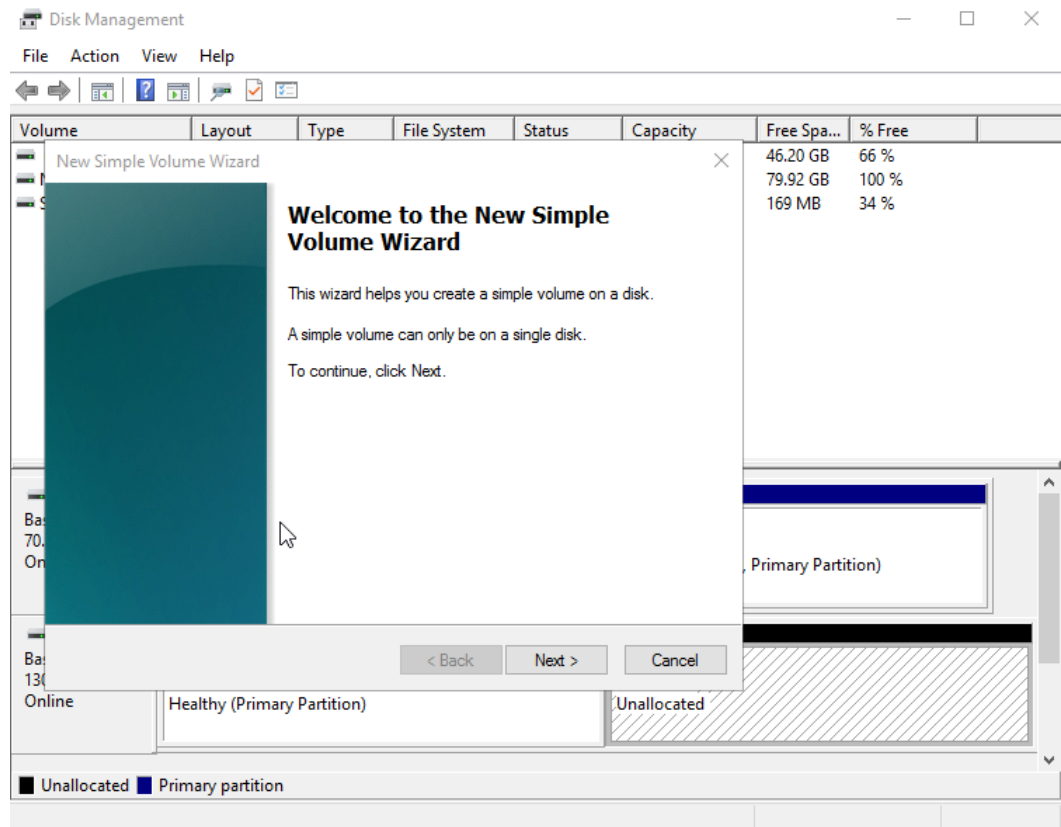 Disk Management
File Action View Help
Volume Layout Type File System Status Capacity Free Spa... % Free
46.20 GB 66 %
79.92 GB 100 %
169 MB 34 %
New Simple Volume Wizard
Welcome to the New Simple
Volume Wizard
This wizard helps you create a simple volume on a disk.
A simple volume can only be on a single disk.
To continue, click Next.
< Back Next > Cancel
70.
, Primary Partition)
Online
Healthy (Primary Partition)
Unallocated
Unallocated Primary partition